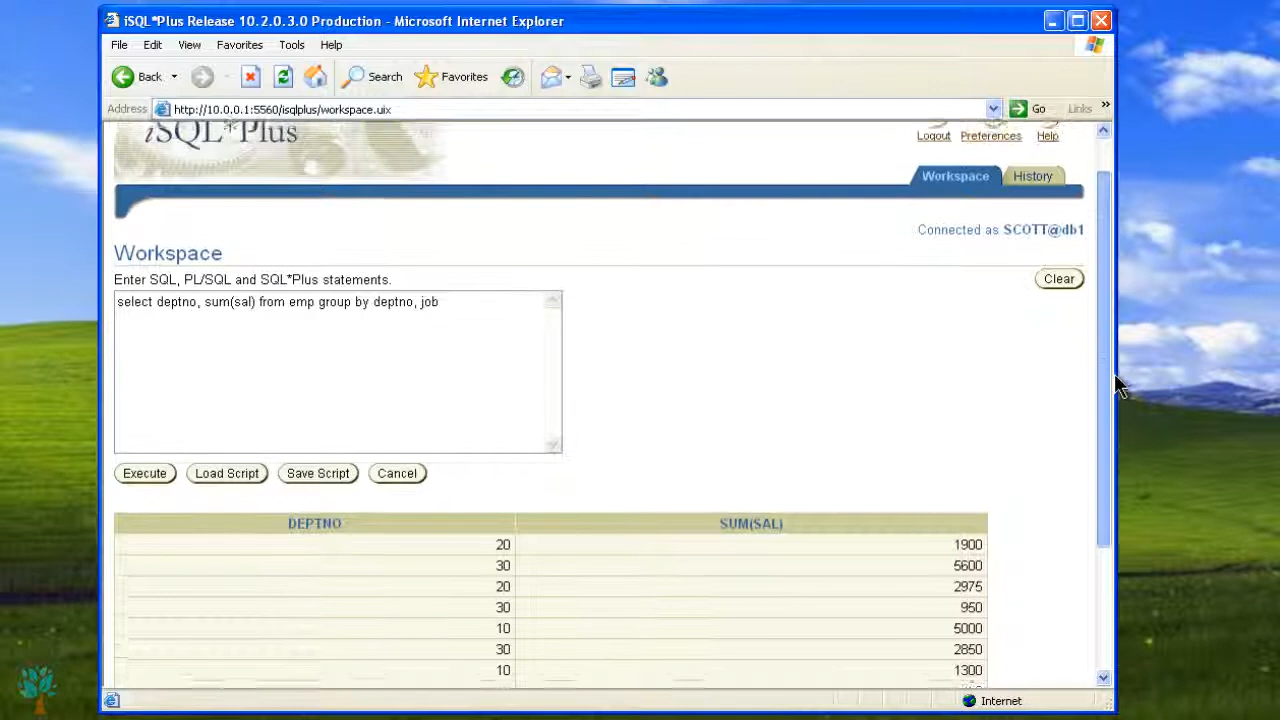 iSQL*Plus Release 10.2.0.3.0 Production - Microsoft Internet Explorer
File Edit View Favorites Tools Help
Back Search Favorites
Address http://10.0.0.1:5560/isqlplus/workspace.uix Go Links »
iSQL*Plus
Logout Preferences Help
Workspace History
Connected as SCOTT@db1
Workspace
Enter SQL, PL/SQL and SQL*Plus statements.
Clear
select deptno, sum(sal) from emp group by deptno, job
Execute Load Script Save Script Cancel
DEPTNO SUM(SAL)
20 1900
30 5600
20 2975
30 950
10 5000
30 2850
10 1300
Internet